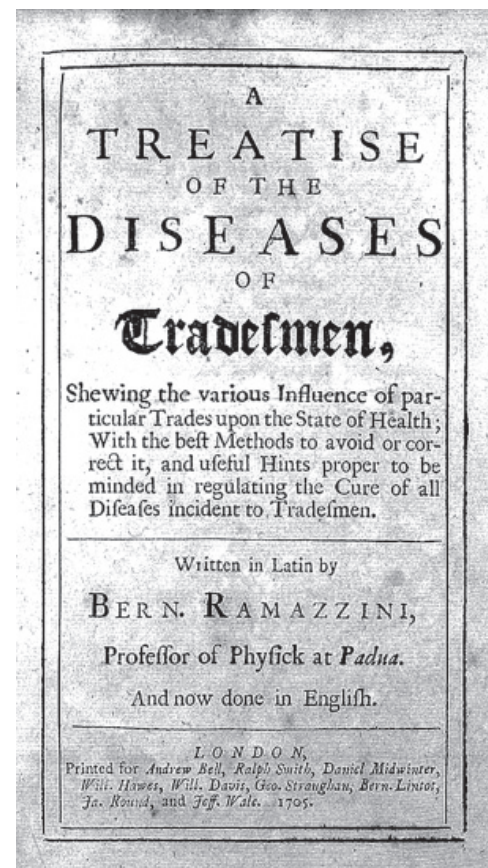 A
TREATISE
OF THE
DISEASES
OF
Tradeſmen,
Shewing the various Influence of par-
ticular Trades upon the State of Health;
With the beſt Methods to avoid or cor-
rect it, and uſeful Hints proper to be
minded in regulating the Cure of all
Diſeaſes incident to Tradeſmen.
Written in Latin by
BERN. RAMAZZINI,
Profeſſor of Phyſick at Padua.
And now done in Engliſh.
LONDON,
Printed for Andrew Bell, Ralph Smith, Daniel Midwinter,
Will. Hawes, Will. Davis, Geo. Straughan, Bern. Lintot,
Ja. Round, and Jeff. Wale. 1705.